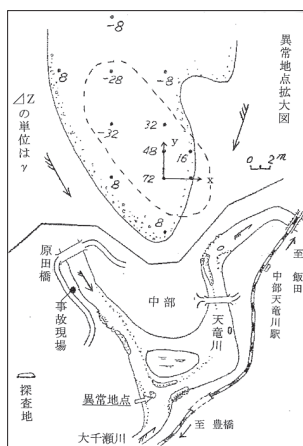 異常地点拡大図
⊿Zの単位はγ
-8
8
-28
-32
32
y
48
16
72
x
8
8
0 2m
原田橋
事故現場
中部
天竜川
中部天竜川駅
至 飯田
探査地
異常地点
大千瀬川
至 豊橋